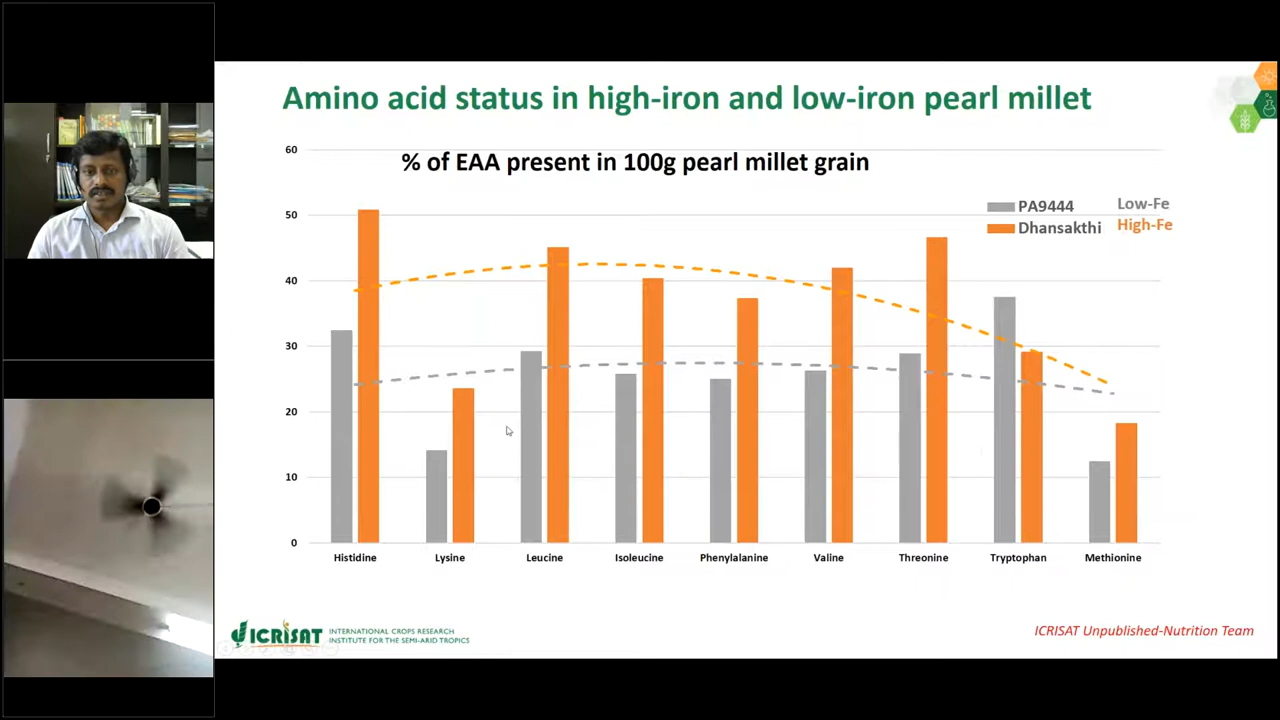 Amino acid status in high-iron and low-iron pearl millet
% of EAA present in 100g pearl millet grain
60
50
40
30
20
10
0
PA9444 Low-Fe
Dhansakthi High-Fe
Histidine Lysine Leucine Isoleucine Phenylalanine Valine Threonine Tryptophan Methionine
ICRISAT
INTERNATIONAL CROPS RESEARCH
INSTITUTE FOR THE SEMI-ARID TROPICS
ICRISAT Unpublished-Nutrition Team